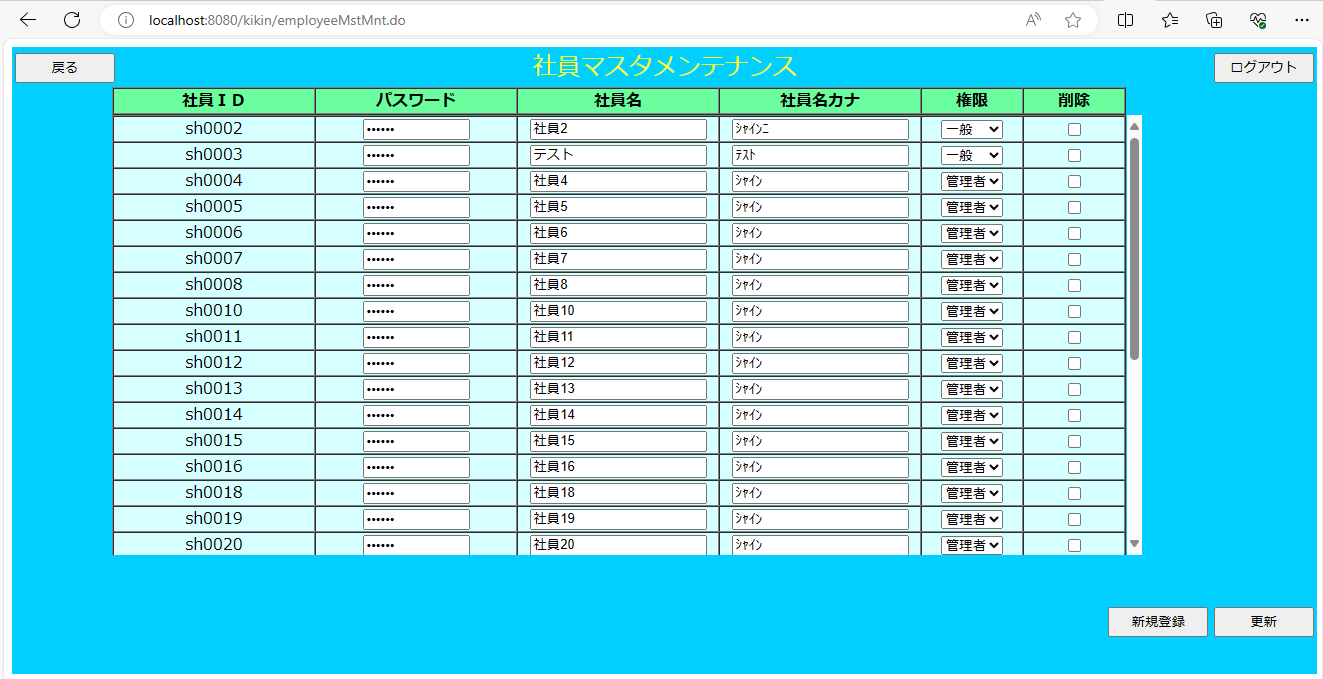 localhost:8080/kikin/employeeMstMnt.do
戻る 社員マスタメンテナンス ログアウト
社員ＩＤ パスワード 社員名 社員名カナ 権限 削除
sh0002 •••••• 社員2 ｼｬｲﾝﾆ 一般
sh0003 •••••• テスト ﾃｽﾄ 一般
sh0004 •••••• 社員4 ｼｬｲﾝ 管理者
sh0005 •••••• 社員5 ｼｬｲﾝ 管理者
sh0006 •••••• 社員6 ｼｬｲﾝ 管理者
sh0007 •••••• 社員7 ｼｬｲﾝ 管理者
sh0008 •••••• 社員8 ｼｬｲﾝ 管理者
sh0010 •••••• 社員10 ｼｬｲﾝ 管理者
sh0011 •••••• 社員11 ｼｬｲﾝ 管理者
sh0012 •••••• 社員12 ｼｬｲﾝ 管理者
sh0013 •••••• 社員13 ｼｬｲﾝ 管理者
sh0014 •••••• 社員14 ｼｬｲﾝ 管理者
sh0015 •••••• 社員15 ｼｬｲﾝ 管理者
sh0016 •••••• 社員16 ｼｬｲﾝ 管理者
sh0018 •••••• 社員18 ｼｬｲﾝ 管理者
sh0019 •••••• 社員19 ｼｬｲﾝ 管理者
sh0020 •••••• 社員20 ｼｬｲﾝ 管理者
新規登録 更新